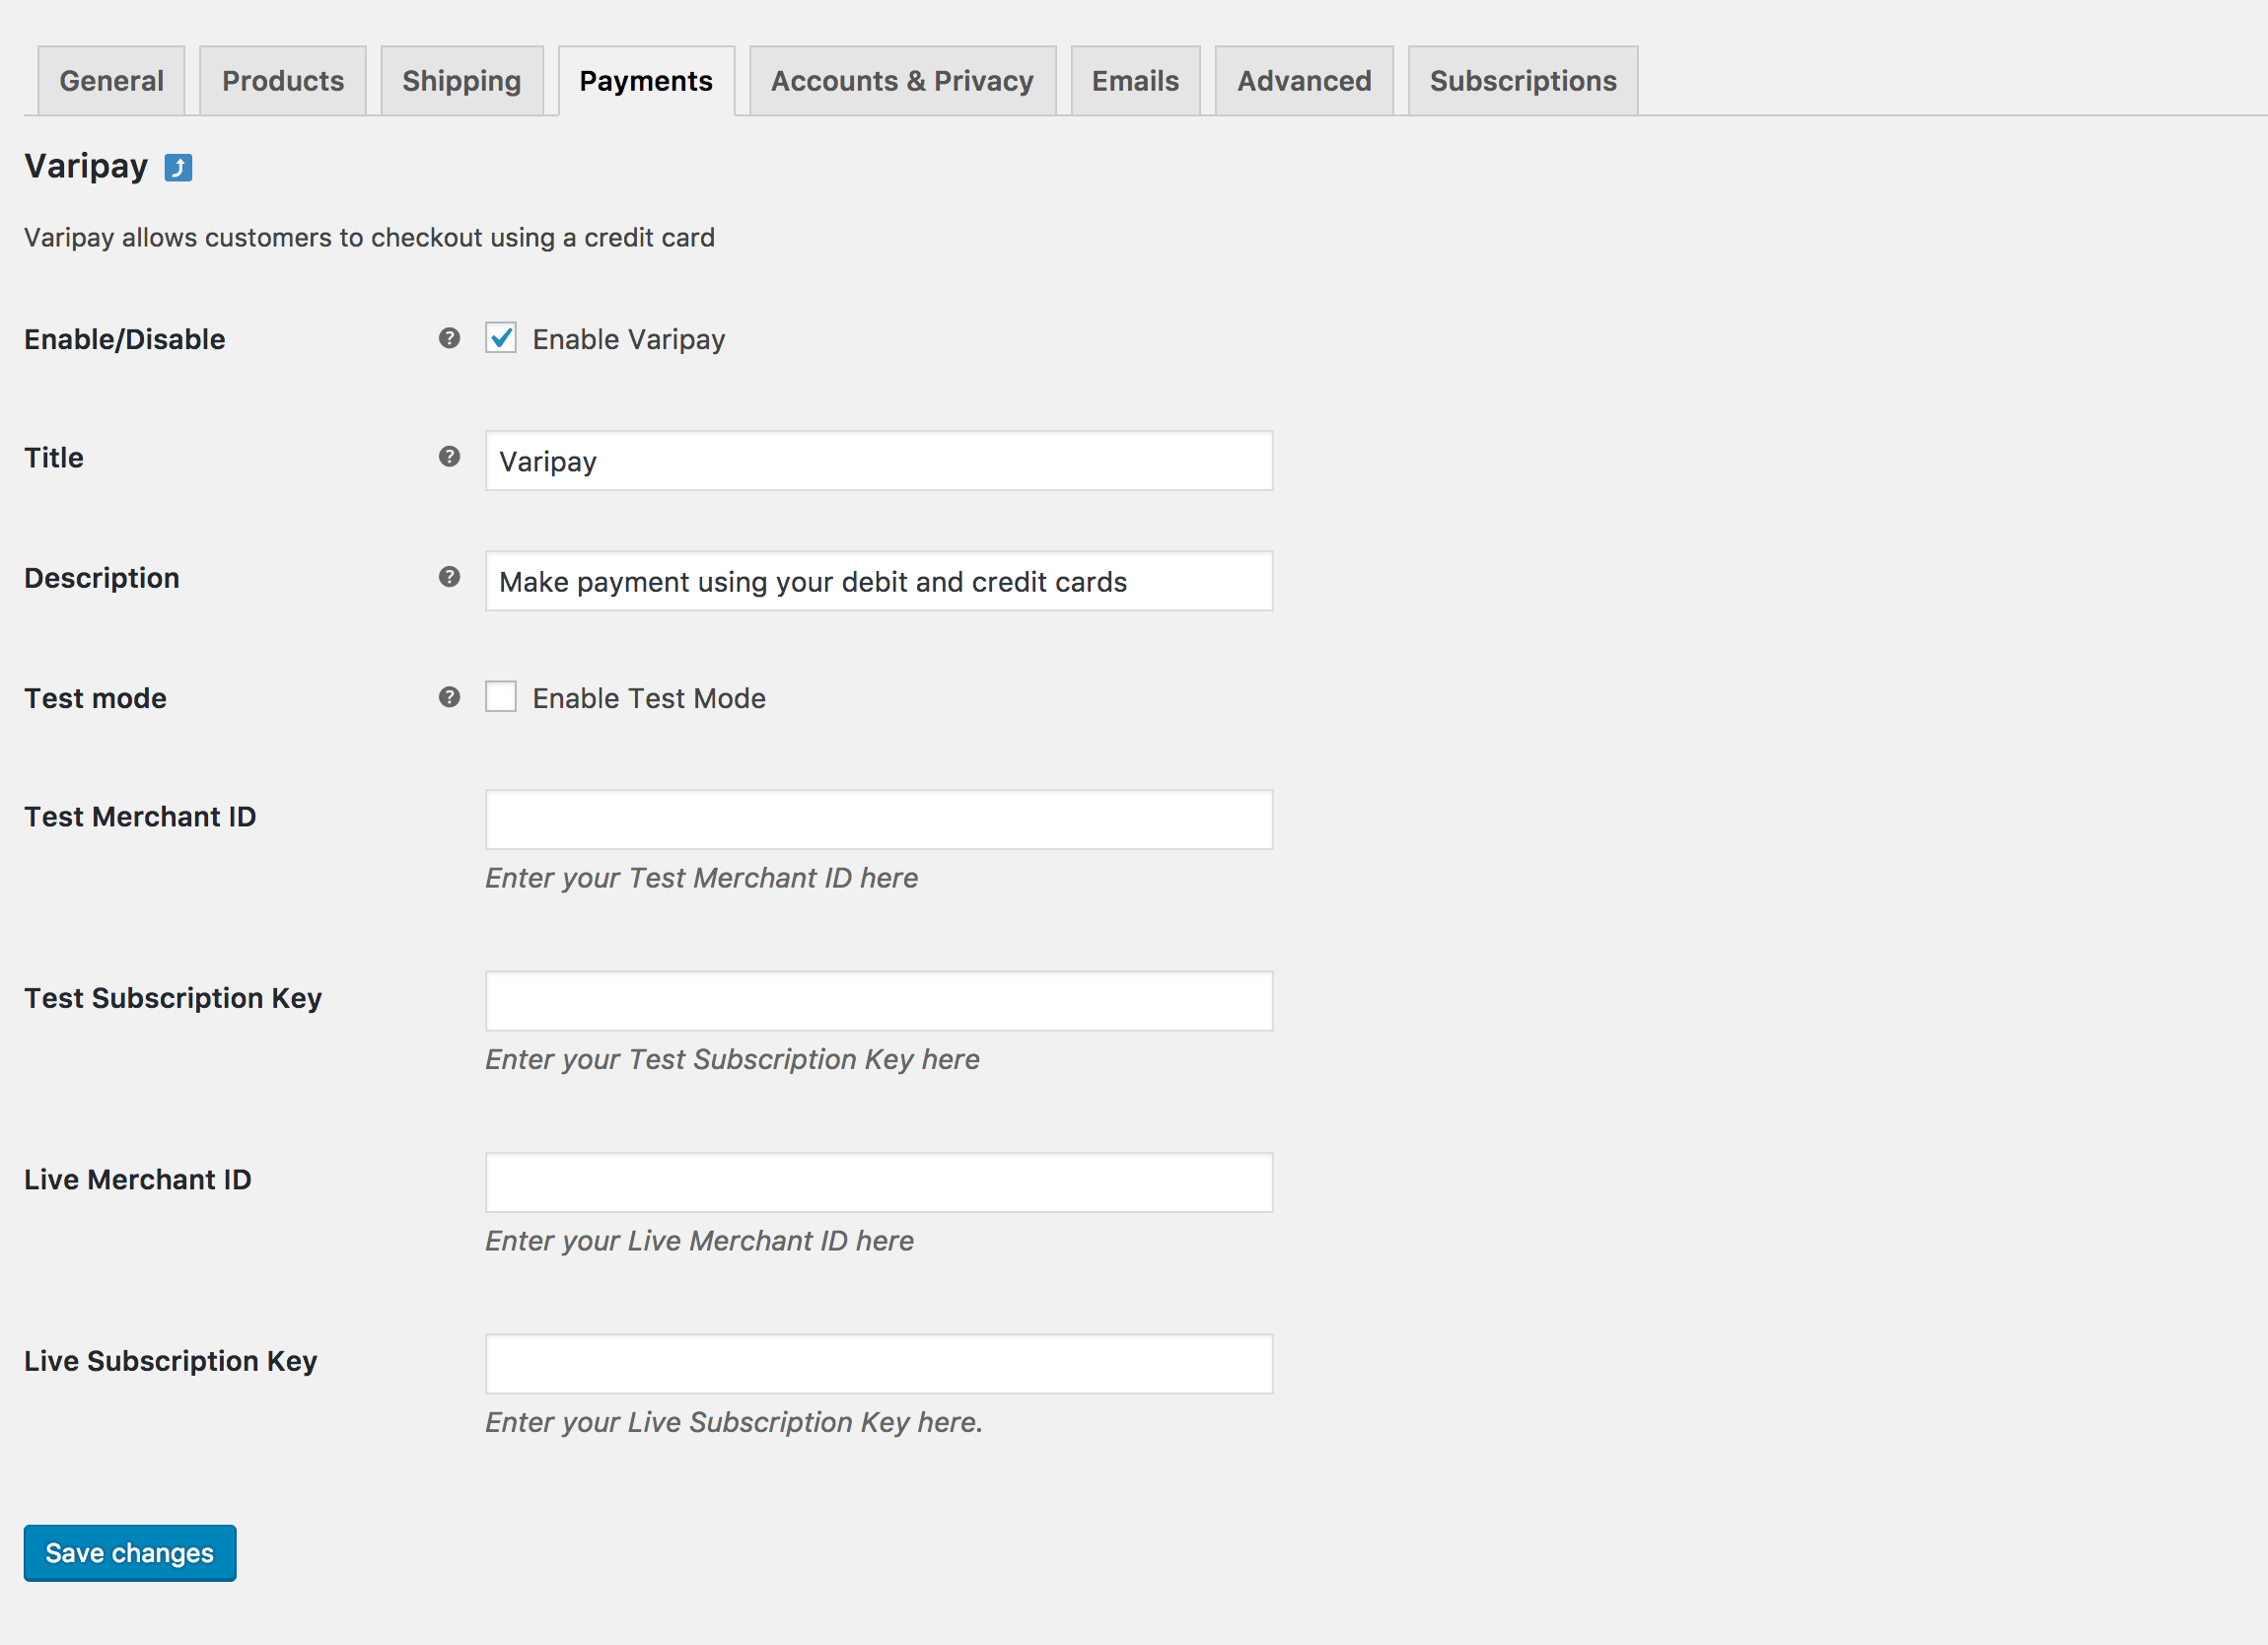 General Products Shipping Payments Accounts & Privacy Emails Advanced Subscriptions
Varipay
Varipay allows customers to checkout using a credit card
Enable/Disable ? Enable Varipay
Title ? Varipay
Description ? Make payment using your debit and credit cards
Test mode ? Enable Test Mode
Test Merchant ID
Enter your Test Merchant ID here
Test Subscription Key
Enter your Test Subscription Key here
Live Merchant ID
Enter your Live Merchant ID here
Live Subscription Key
Enter your Live Subscription Key here.
Save changes